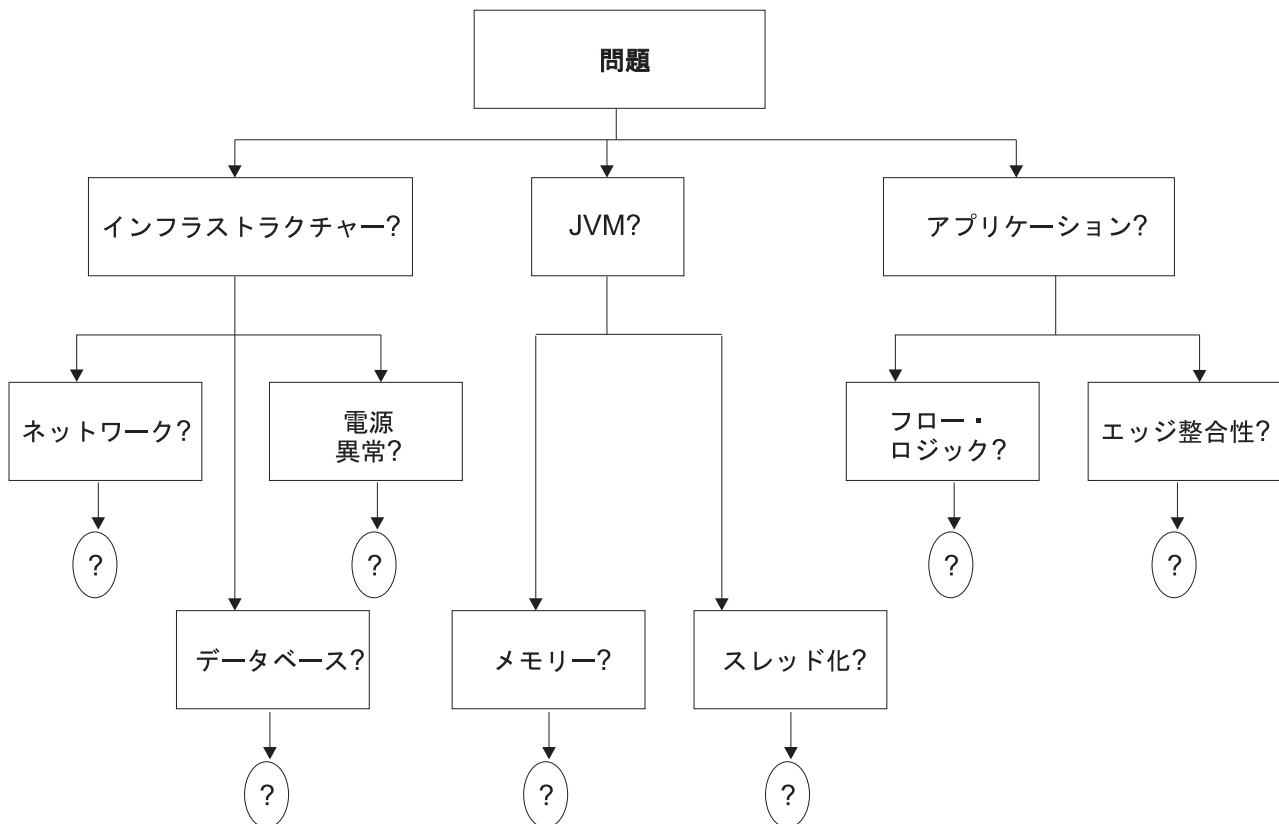 問題
インフラストラクチャー?
JVM?
アプリケーション?
ネットワーク?
電源
異常?
フロー・
ロジック?
エッジ整合性?
?
?
?
?
データベース?
メモリー?
スレッド化?
?
?
?